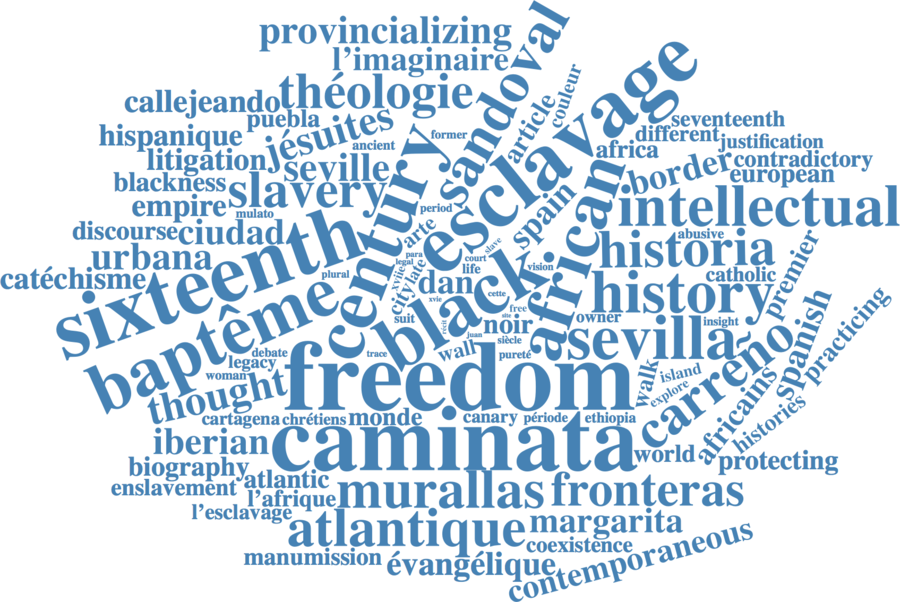 provincializing
l'imaginaire
sandoval
théologie
callejeando
puebla
hispanique
jésuites
former
ancient
litigation
seville
blackness
slavery
empire
mulato
discourse
ciudad
urbana
catéchisme
plural
sixteenth
baptême
century
period
arte
para
legal
xviie
city
late
esclavage
article
couleur
spain
seventeenth
different
justification
africa
border
contradictory
european
african
intellectual
abusive
historia
catholic
premier
history
owner
insight
sevilla
court
slave
life
vision
dan
xvie
cette
free
site
suit
récit
juan
noir
siècle
black
wall
pureté
trace
debate
legacy
woman
thought
freedom
walk
island
explore
carreño
africains
spanish
histories
practicing
cartagena
chrétiens
monde
canary
période
ethiopia
iberian
caminata
world
protecting
biography
atlantic
enslavement
l'afrique
murallas
fronteras
l'esclavage
atlantique
margarita
coexistence
manumission
évangélique
contemporaneous